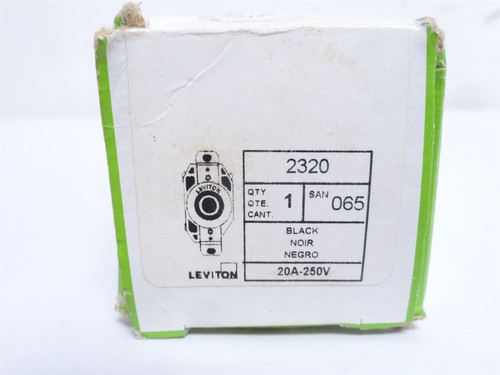 2320
QTY
QTE.
CANT.
1
SAN
065
BLACK
NOIR
NEGRO
20A-250V
LEVITON
LEVITON